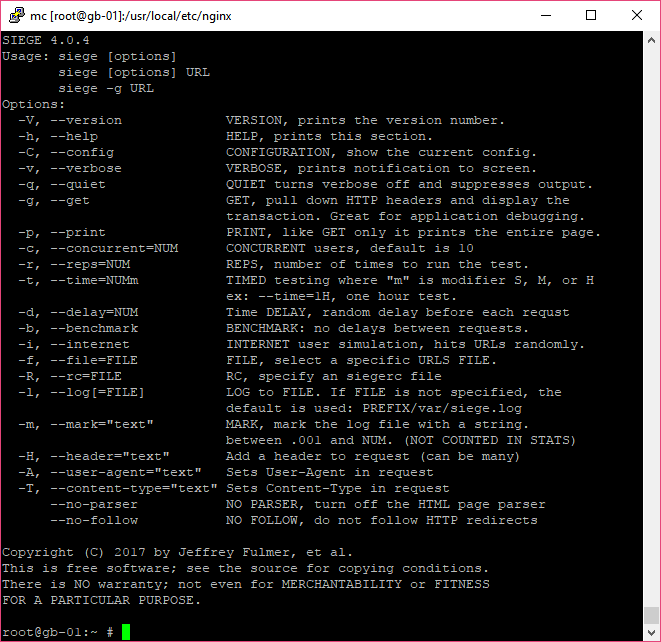 mc [root@gb-01]:/usr/local/etc/nginx
SIEGE 4.0.4
Usage: siege [options]
       siege [options] URL
       siege -g URL
Options:
  -V, --version             VERSION, prints the version number.
  -h, --help                HELP, prints this section.
  -C, --config              CONFIGURATION, show the current config.
  -v, --verbose             VERBOSE, prints notification to screen.
  -q, --quiet               QUIET turns verbose off and suppresses output.
  -g, --get                 GET, pull down HTTP headers and display the
                            transaction. Great for application debugging.
  -p, --print               PRINT, like GET only it prints the entire page.
  -c, --concurrent=NUM      CONCURRENT users, default is 10
  -r, --reps=NUM            REPS, number of times to run the test.
  -t, --time=NUMm           TIMED testing where "m" is modifier S, M, or H
                            ex: --time=1H, one hour test.
  -d, --delay=NUM           Time DELAY, random delay before each requst
  -b, --benchmark           BENCHMARK: no delays between requests.
  -i, --internet            INTERNET user simulation, hits URLs randomly.
  -f, --file=FILE           FILE, select a specific URLS FILE.
  -R, --rc=FILE             RC, specify an siegerc file
  -l, --log[=FILE]          LOG to FILE. If FILE is not specified, the
                            default is used: PREFIX/var/siege.log
  -m, --mark="text"         MARK, mark the log file with a string.
                            between .001 and NUM. (NOT COUNTED IN STATS)
  -H, --header="text"       Add a header to request (can be many)
  -A, --user-agent="text"   Sets User-Agent in request
  -T, --content-type="text" Sets Content-Type in request
      --no-parser           NO PARSER, turn off the HTML page parser
      --no-follow           NO FOLLOW, do not follow HTTP redirects
Copyright (C) 2017 by Jeffrey Fulmer, et al.
This is free software; see the source for copying conditions.
There is NO warranty; not even for MERCHANTABILITY or FITNESS
FOR A PARTICULAR PURPOSE.
root@gb-01:~ #